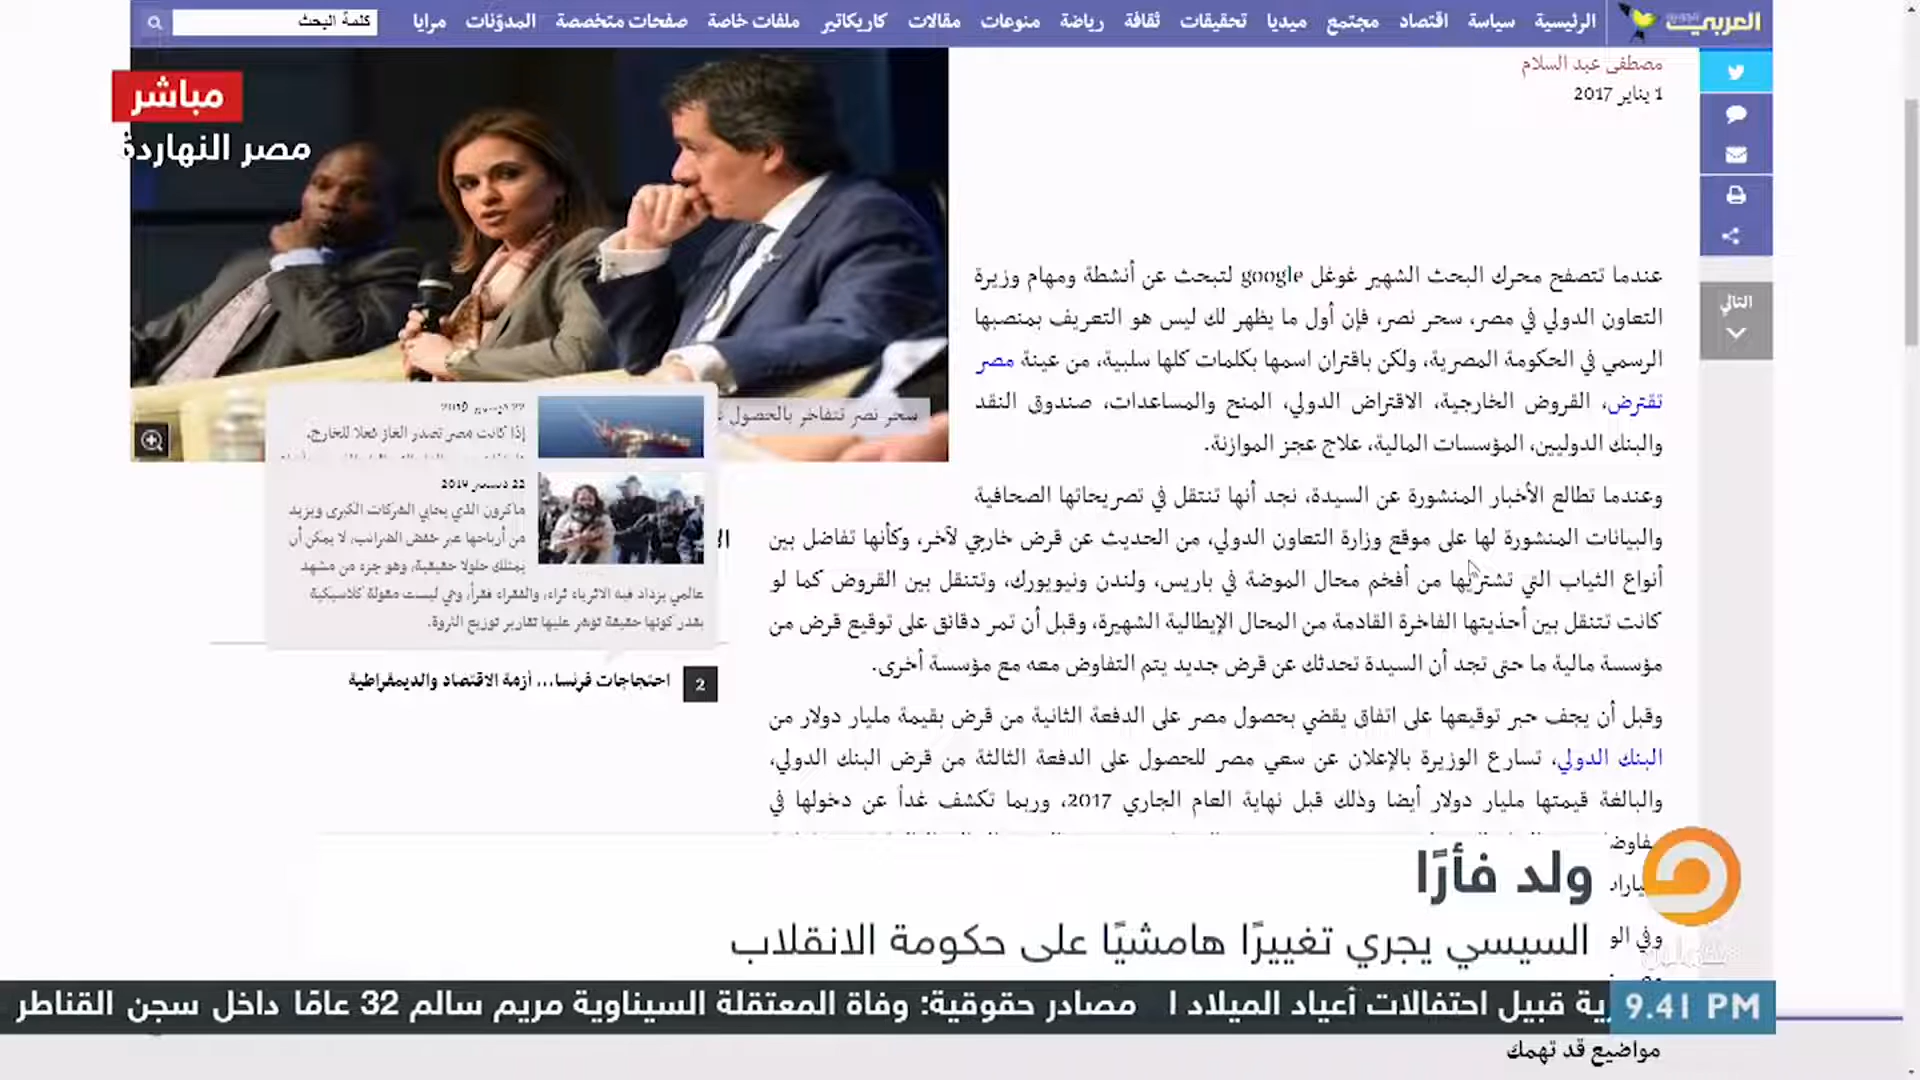 العربي
الرئيسية سياسة اقتصاد مجتمع ميديا تحقيقات ثقافة رياضة منوعات مقالات كاريكاتير ملفات خاصة صفحات متخصصة المدوّنات مرايا
كلمة البحث
مباشر
مصر النهاردة
مصطفى عبد السلام
1 يناير 2017
التالي
عندما تتصفح محرك البحث الشهير غوغل google لتبحث عن أنشطة ومهام وزيرة
التعاون الدولي في مصر، سحر نصر، فإن أول ما يظهر لك ليس هو التعريف بمنصبها
الرسمي في الحكومة المصرية، ولكن باقتران اسمها بكلمات كلها سلبية، من عينة مصر
تقترض، القروض الخارجية، الاقتراض الدولي، المنح والمساعدات، صندوق النقد
والبنك الدوليين، المؤسسات المالية، علاج عجز الموازنة.
وعندما تطالع الأخبار المنشورة عن السيدة، نجد أنها تنتقل في تصريحاتها الصحافية
والبيانات المنشورة لها على موقع وزارة التعاون الدولي، من الحديث عن قرض خارجي لآخر، وكأنها تفاضل بين
أنواع الثياب التي تشتريها من أفخم محال الموضة في باريس، ولندن ونيويورك، وتتنقل بين القروض كما لو
كانت تتنقل بين أحذيتها الفاخرة القادمة من المحال الإيطالية الشهيرة، وقبل أن تمر دقائق على توقيع قرض من
مؤسسة مالية ما حتى تجد أن السيدة تحدثك عن قرض جديد يتم التفاوض معه مع مؤسسة أخرى.
وقبل أن يجف حبر توقيعها على اتفاق يقضي بحصول مصر على الدفعة الثانية من قرض بقيمة مليار دولار من
البنك الدولي، تسارع الوزيرة بالإعلان عن سعي مصر للحصول على الدفعة الثالثة من قرض البنك الدولي،
والبالغة قيمتها مليار دولار أيضا وذلك قبل نهاية العام الجاري 2017، وربما تكشف غدأ عن دخولها في
وفي الو
سحر نصر تتفاخر بالحصول
إذا كانت مصر تصدر الغاز فعلا للخارج،
22 ديسمبر 2019
ماكرون الذي يحابي الشركات الكبرى ويزيد
من أرباحها عبر خفض الضرائب، لا يمكن أن
يمتلك حلولا حقيقية، وهو جزء من مشهد
عالمي يزداد فيه الاثرياء ثراء، والفقراء فقراً، وهي ليست مقولة كلاسيكية
بقدر كونها حقيقة توهر عليها تقارير توزيع الثروة.
2 احتجاجات فرنسا... أزمة الاقتصاد والديمقراطية
ولد فأرًا
السيسي يجري تغييرًا هامشيًا على حكومة الانقلاب
9.41 PM
رية قبيل احتفالات أعياد الميلاد ا مصادر حقوقية: وفاة المعتقلة السيناوية مريم سالم 32 عامًا داخل سجن القناطر
مواضيع قد تهمك